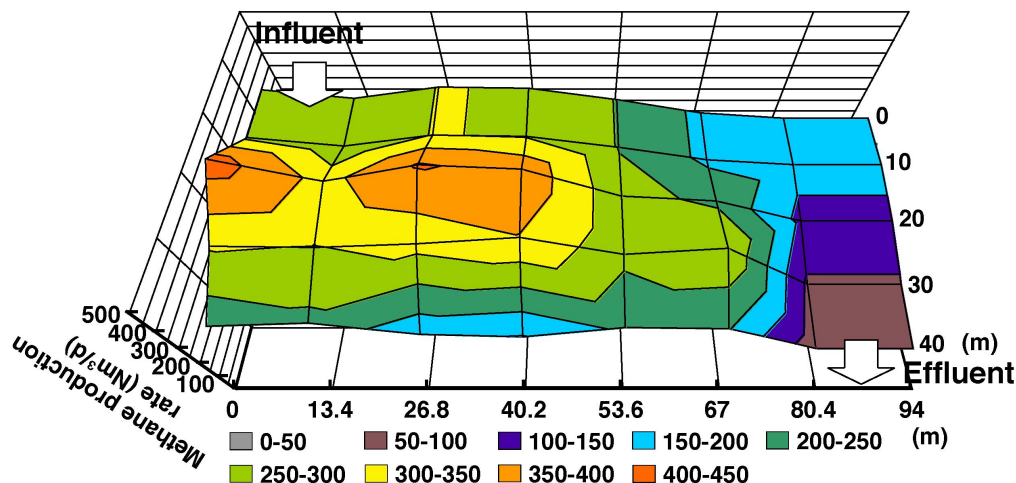 Influent
0
10
20
30
40 (m)
Effluent
500
400
300
200
100
Methane production
rate (Nm³/d)
0 13.4 26.8 40.2 53.6 67 80.4 94
(m)
0-50 50-100 100-150 150-200 200-250
250-300 300-350 350-400 400-450